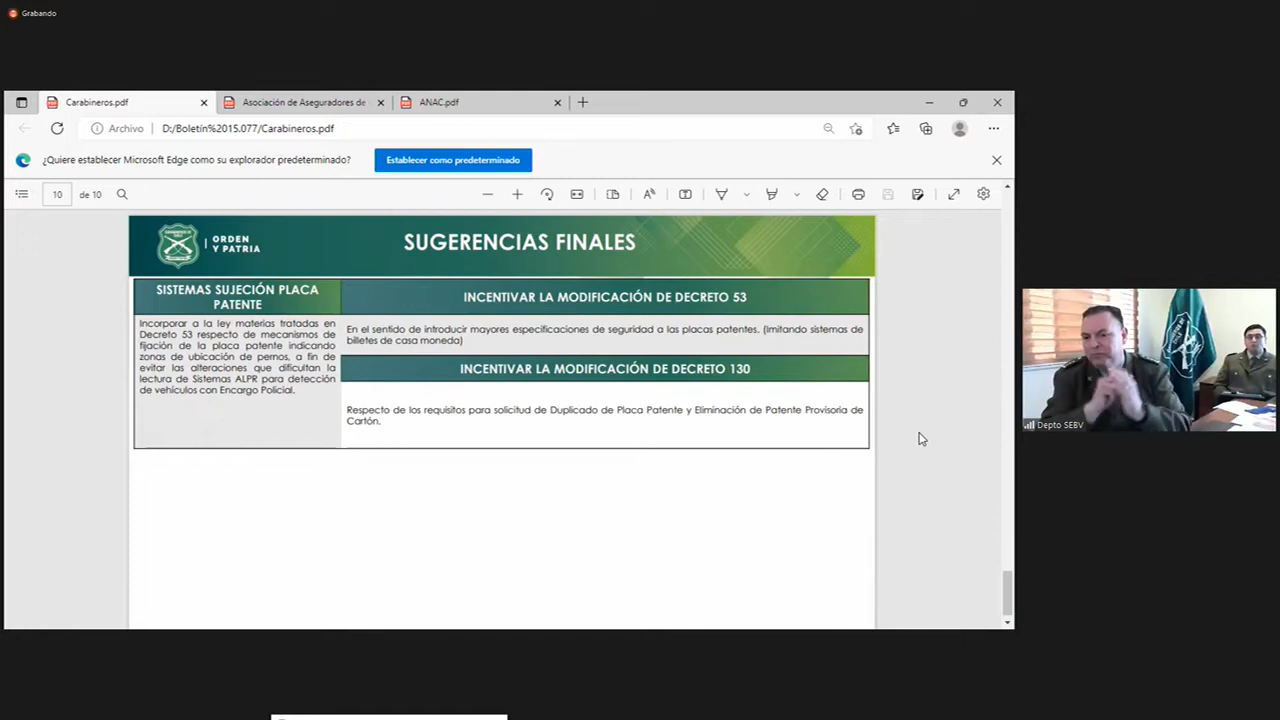 Grabando
Carabineros.pdf
Asociación de Aseguradores de
ANAC.pdf
Archivo
D:/Boletín%2015.077/Carabineros.pdf
¿Quiere establecer Microsoft Edge como su explorador predeterminado?
Establecer como predeterminado
10 de 10
ORDEN
Y PATRIA
SUGERENCIAS FINALES
SISTEMAS SUJECIÓN PLACA
PATENTE
Incorporar a la ley materias tratadas en
Decreto 53 respecto de mecanismos de
fijación de la placa patente indicando
zonas de ubicación de pernos, a fin de
evitar las alteraciones que dificultan la
lectura de Sistemas ALPR para detección
de vehículos con Encargo Policial.
INCENTIVAR LA MODIFICACIÓN DE DECRETO 53
En el sentido de introducir mayores especificaciones de seguridad a las placas patentes. (Imitando sistemas de
billetes de casa moneda)
INCENTIVAR LA MODIFICACIÓN DE DECRETO 130
Respecto de los requisitos para solicitud de Duplicado de Placa Patente y Eliminación de Patente Provisoria de
Cartón.
Depto SEBV